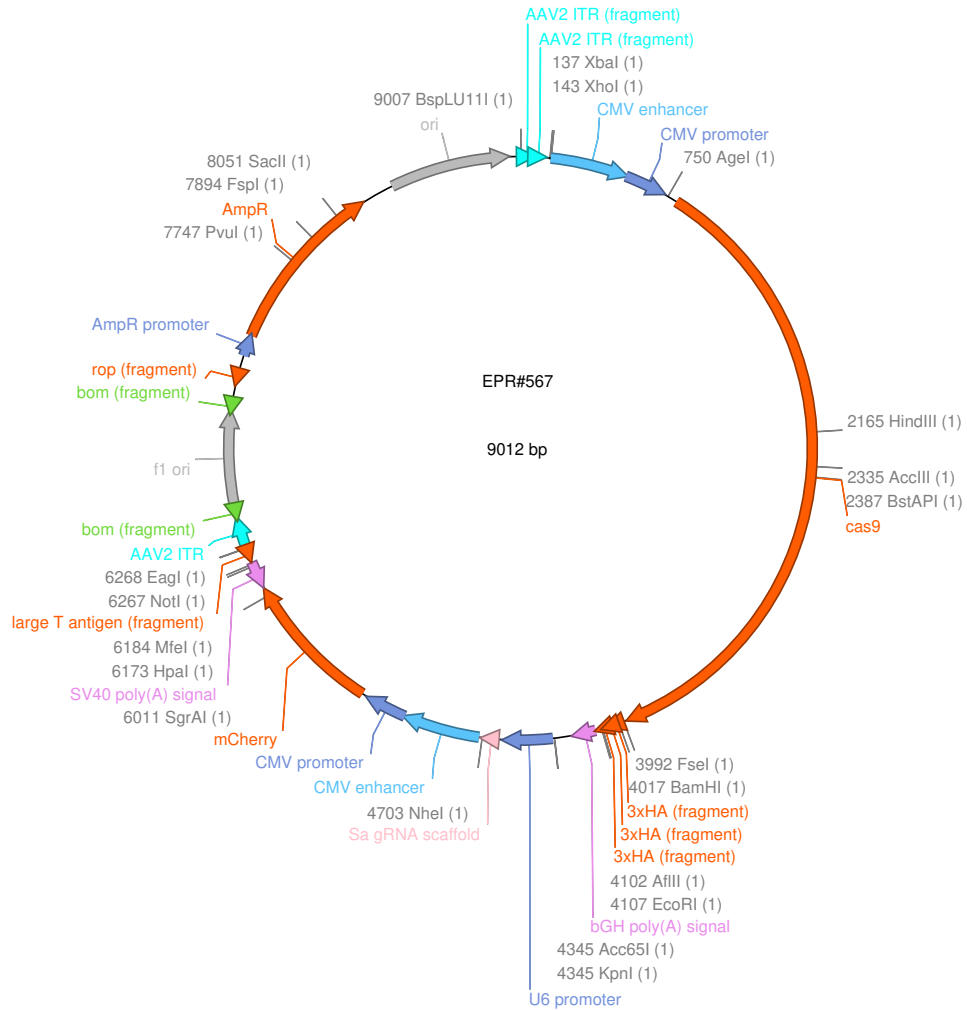 AAV2 ITR (fragment)
AAV2 ITR (fragment)
137 XbaI (1)
143 XhoI (1)
CMV enhancer
CMV promoter
750 AgeI (1)
9007 BspLU11I (1)
ori
8051 SacII (1)
7894 FspI (1)
AmpR
7747 PvuI (1)
AmpR promoter
rop (fragment)
bom (fragment)
f1 ori
bom (fragment)
AAV2 ITR
6268 EagI (1)
6267 NotI (1)
large T antigen (fragment)
6184 MfeI (1)
6173 HpaI (1)
SV40 poly(A) signal
6011 SgrAI (1)
mCherry
CMV promoter
CMV enhancer
4703 NheI (1)
Sa gRNA scaffold
EPR#567
9012 bp
2165 HindIII (1)
2335 AccIII (1)
2387 BstAPI (1)
cas9
3992 FseI (1)
4017 BamHI (1)
3xHA (fragment)
3xHA (fragment)
3xHA (fragment)
4102 AflII (1)
4107 EcoRI (1)
bGH poly(A) signal
4345 Acc65I (1)
4345 KpnI (1)
U6 promoter